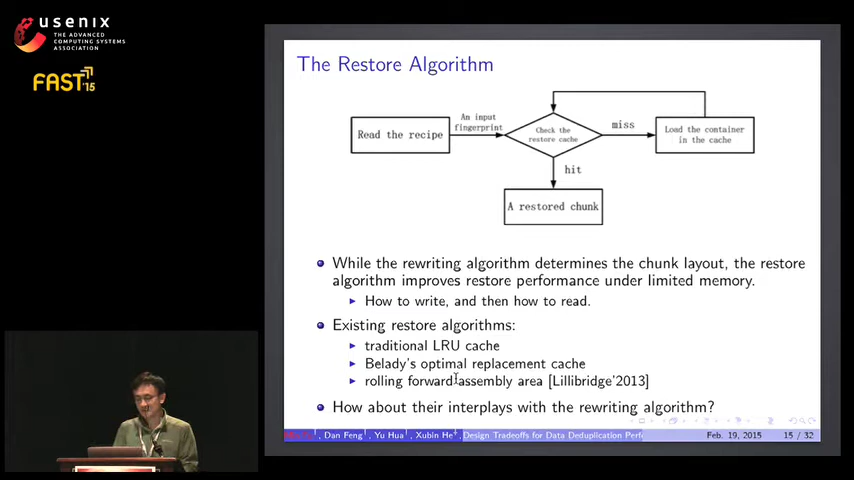 usenix
THE ADVANCED
COMPUTING SYSTEMS
ASSOCIATION
FAST '15
The Restore Algorithm
Read the recipe
An input
fingerprint
Check the
restore cache
miss
Load the container
in the cache
hit
A restored chunk
While the rewriting algorithm determines the chunk layout, the restore
algorithm improves restore performance under limited memory.
How to write, and then how to read.
Existing restore algorithms:
traditional LRU cache
Belady's optimal replacement cache
rolling forward assembly area [Lillibridge'2013]
How about their interplays with the rewriting algorithm?
, Dan Feng†, Yu Hua†, Xubin He‡, Design Tradeoffs for Data Deduplication Perf
Feb. 19, 2015
15 / 32